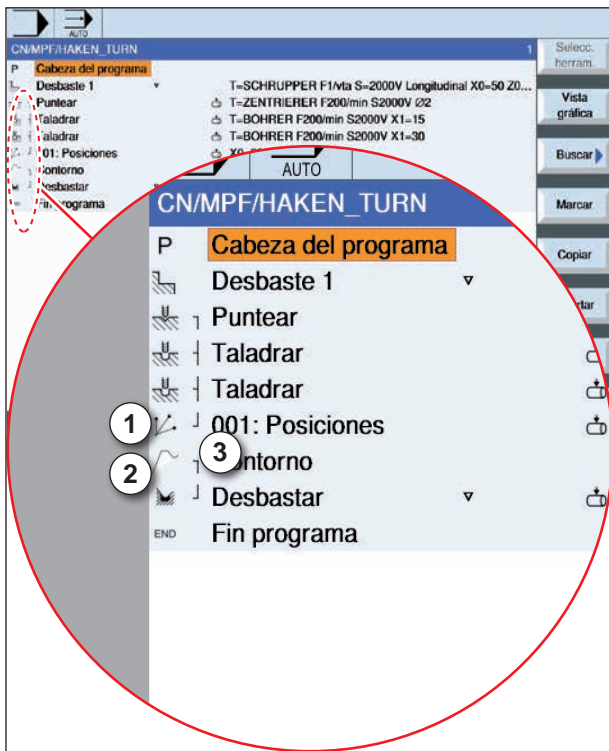 AUTO
CN/MPF/HAKEN_TURN 1
Selecc.
herram.
P Cabeza del programa
Desbaste 1 T=SCHRUPPER F1/vta S=2000V Longitudinal X0=50 Z0...
Puntear T=ZENTRIERER F200/min S2000V Ø2
Taladrar T=BOHRER F200/min S2000V X1=15
Taladrar T=BOHRER F200/min S2000V X1=30
001: Posiciones
Contorno
Desbastar
Fin programa
Vista
gráfica
Buscar
Marcar
Copiar
AUTO
CN/MPF/HAKEN_TURN
P Cabeza del programa
Desbaste 1
Puntear
Taladrar
Taladrar
1 001: Posiciones
2 3 Contorno
Desbastar
END Fin programa